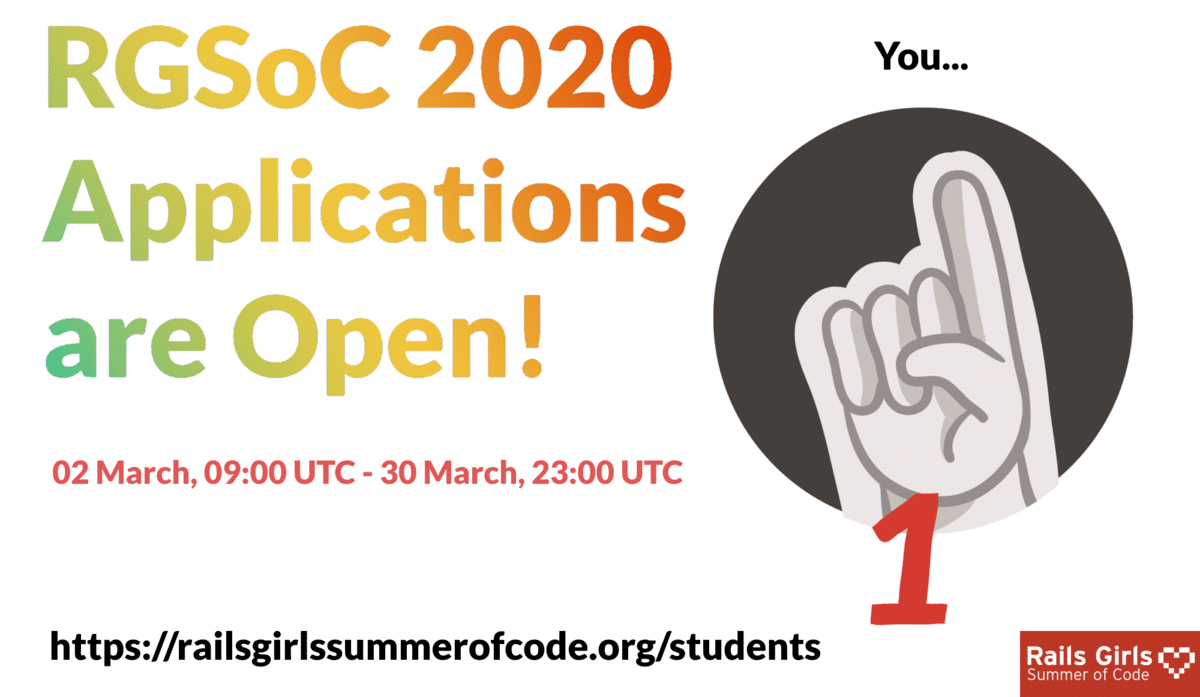 RGSoC 2020
Applications
are Open!
02 March, 09:00 UTC - 30 March, 23:00 UTC
You...
1
https://railsgirlssummerofcode.org/students
Rails Girls
Summer of Code